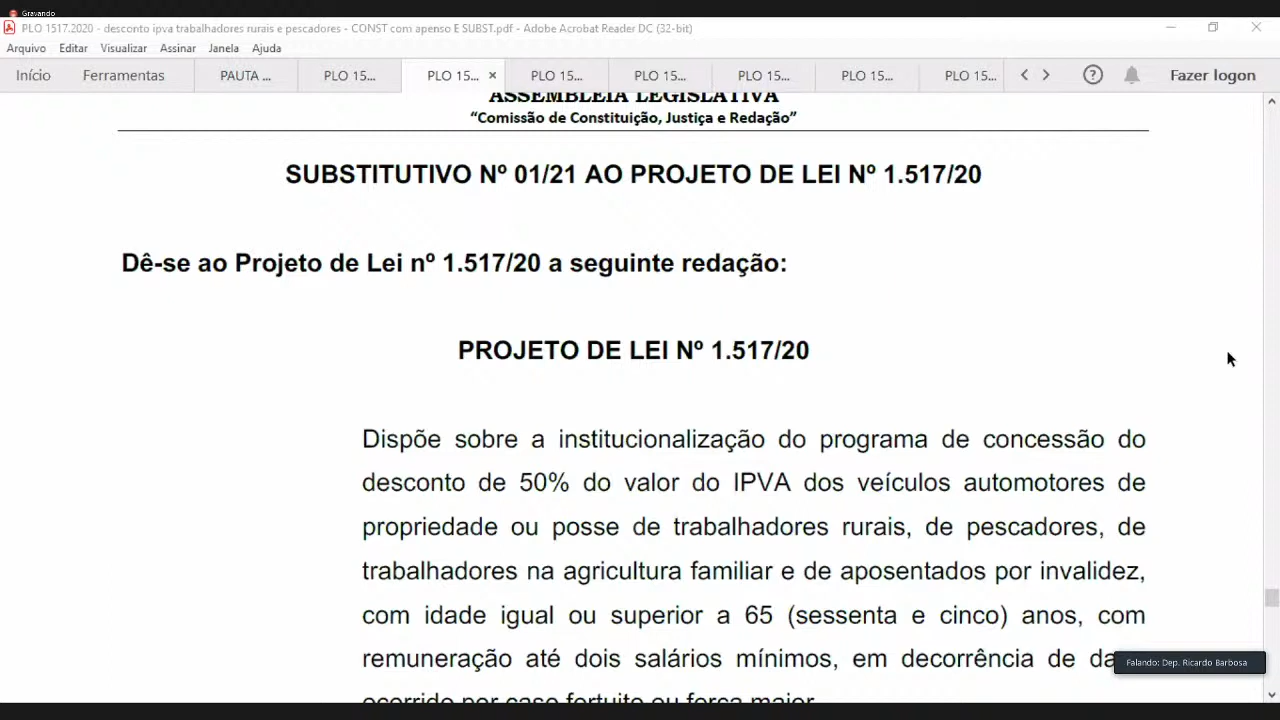 Gravando
PLO 1517.2020 - desconto ipva trabalhadores rurais e pescadores - CONST com apenso E SUBST.pdf - Adobe Acrobat Reader DC (32-bit)
Arquivo Editar Visualizar Assinar Janela Ajuda
Início Ferramentas PAUTA ... PLO 15... PLO 15... × PLO 15... PLO 15... PLO 15... PLO 15... PLO 15... Fazer logon
ASSEMBLEIA LEGISLATIVA
“Comissão de Constituição, Justiça e Redação”
SUBSTITUTIVO Nº 01/21 AO PROJETO DE LEI Nº 1.517/20
Dê-se ao Projeto de Lei nº 1.517/20 a seguinte redação:
PROJETO DE LEI Nº 1.517/20
Dispõe sobre a institucionalização do programa de concessão do
desconto de 50% do valor do IPVA dos veículos automotores de
propriedade ou posse de trabalhadores rurais, de pescadores, de
trabalhadores na agricultura familiar e de aposentados por invalidez,
com idade igual ou superior a 65 (sessenta e cinco) anos, com
remuneração até dois salários mínimos, em decorrência de
Falando: Dep. Ricardo Barbosa
ocorrido por caso fortuito ou força maior.